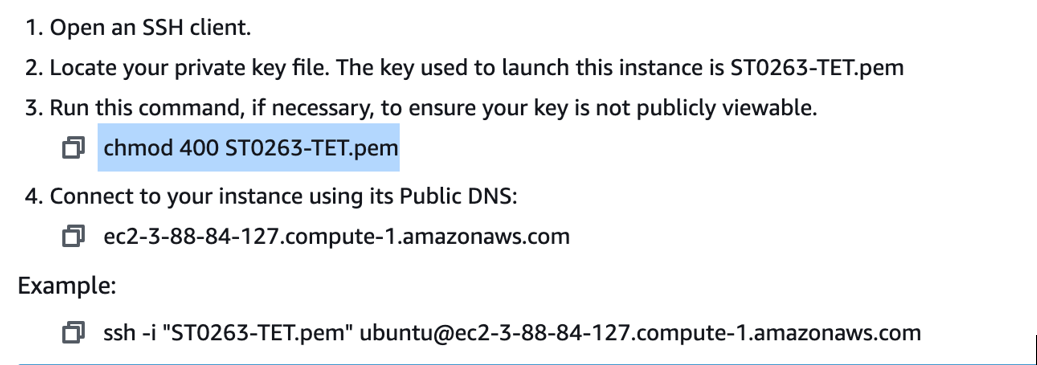 1. Open an SSH client.
2. Locate your private key file. The key used to launch this instance is ST0263-TET.pem
3. Run this command, if necessary, to ensure your key is not publicly viewable.
chmod 400 ST0263-TET.pem
4. Connect to your instance using its Public DNS:
ec2-3-88-84-127.compute-1.amazonaws.com
Example:
ssh -i "ST0263-TET.pem" ubuntu@ec2-3-88-84-127.compute-1.amazonaws.com